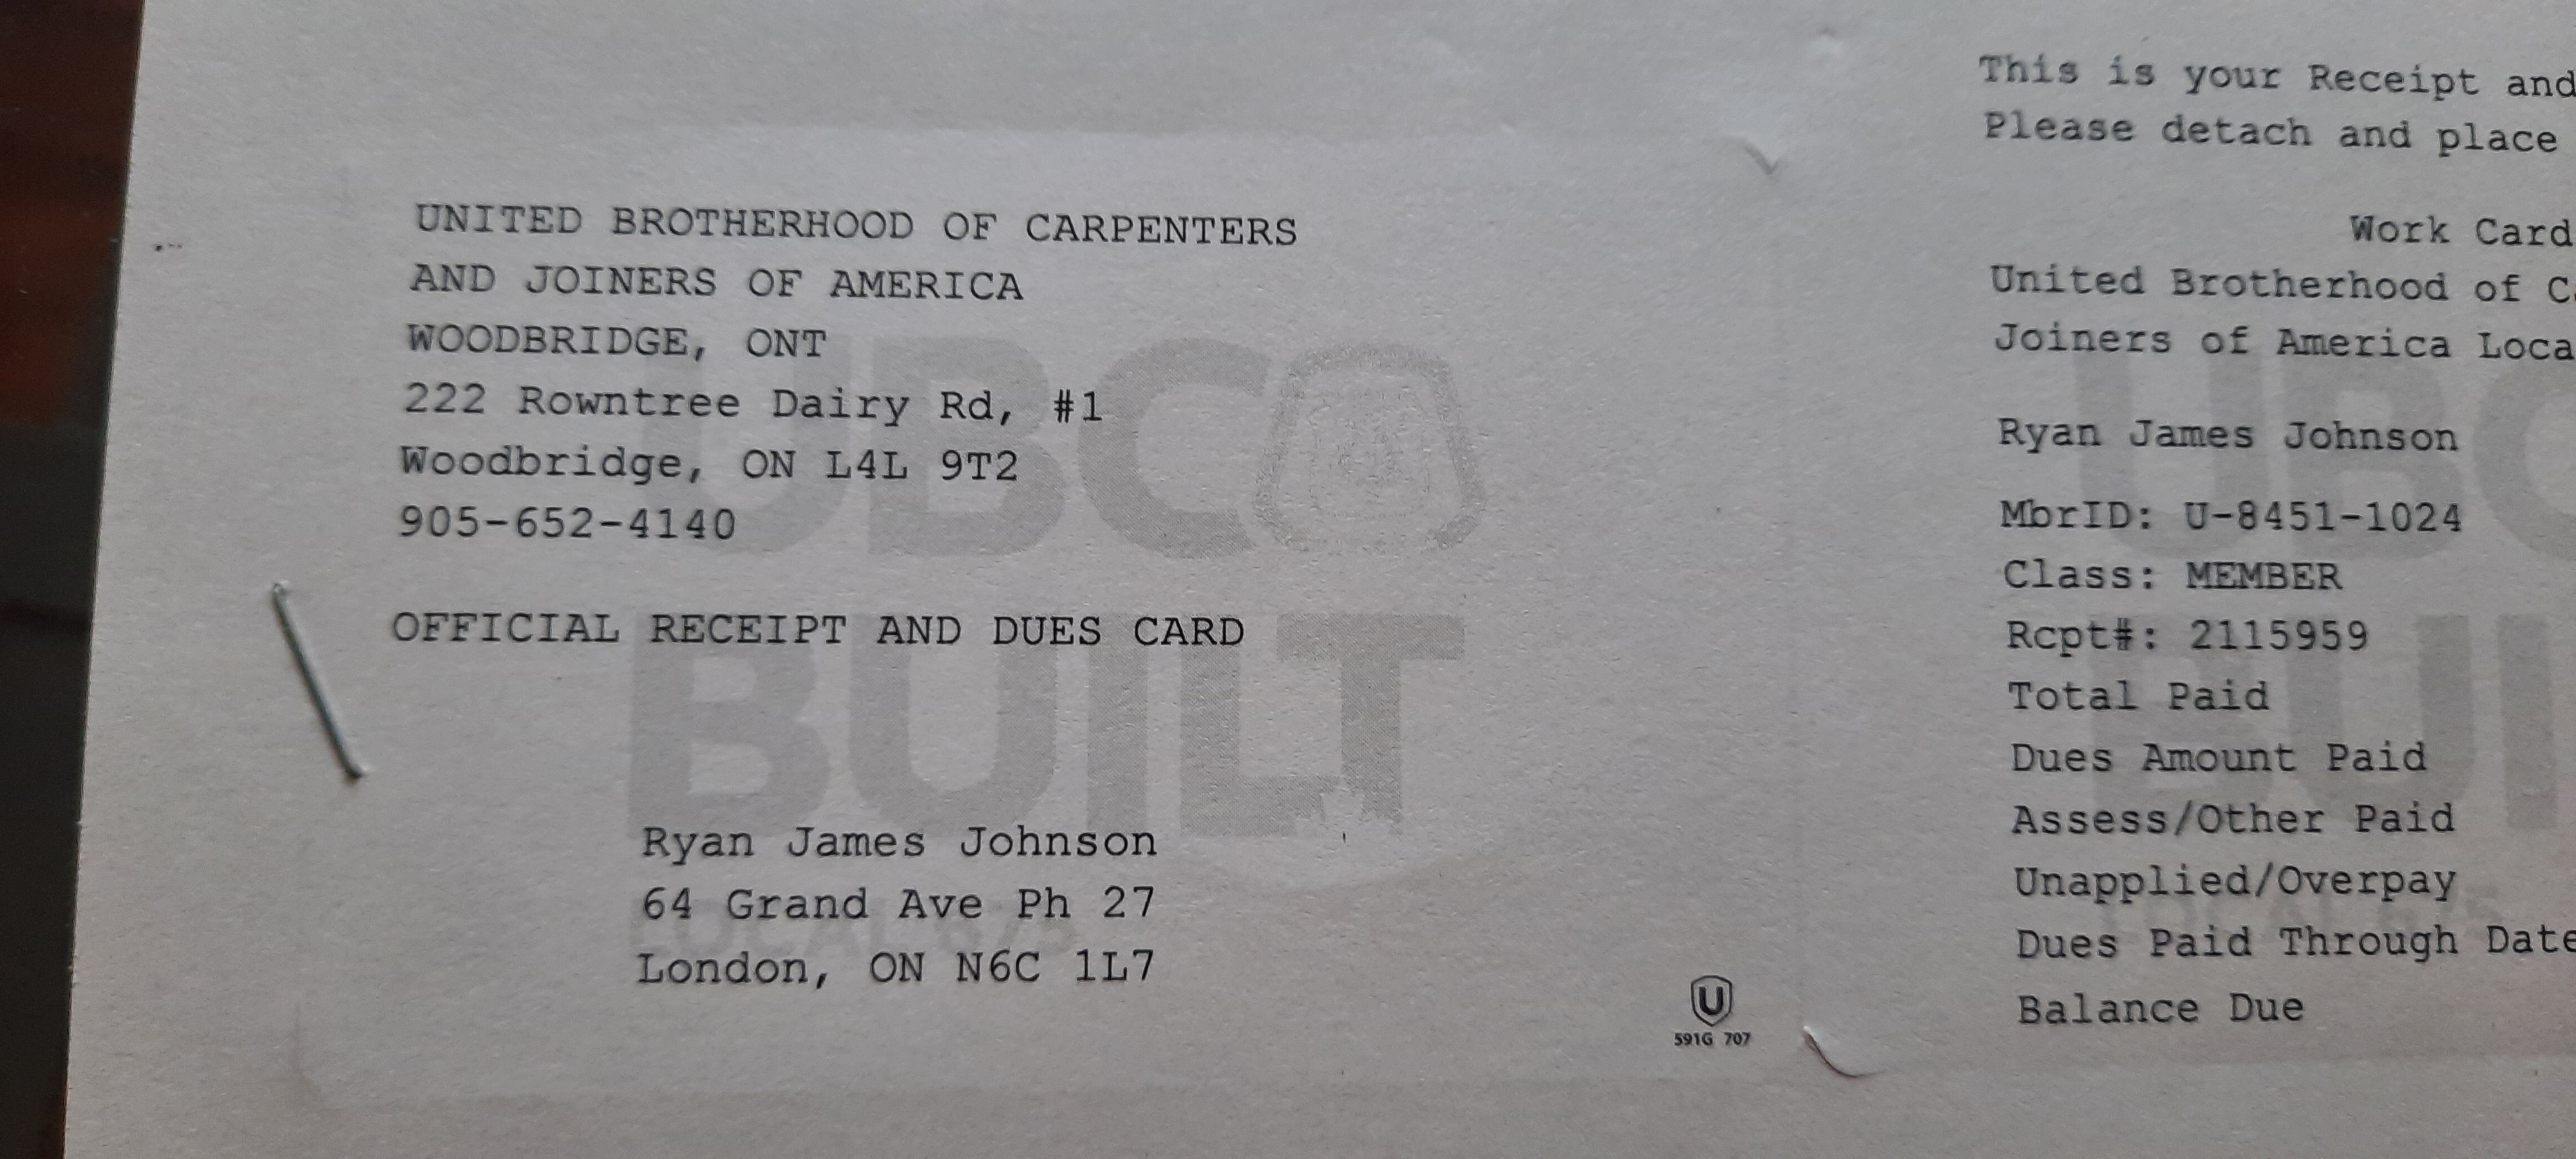 UNITED BROTHERHOOD OF CARPENTERS
AND JOINERS OF AMERICA
WOODBRIDGE, ONT
222 Rowntree Dairy Rd, #1
Woodbridge, ON L4L 9T2
905-652-4140
OFFICIAL RECEIPT AND DUES CARD
Ryan James Johnson
64 Grand Ave Ph 27
London, ON N6C 1L7
UBC
BUILT
LOCAL 675
U
591G 707
This is your Receipt and
Please detach and place
Work Card
United Brotherhood of
Joiners of America
Ryan James Johnson
MbrID: U-8451-1024
Class: MEMBER
Rcpt#: 2115959
Total Paid
Dues Amount Paid
Assess/Other Paid
Unapplied/Overpay
Dues Paid Through Date
Balance Due